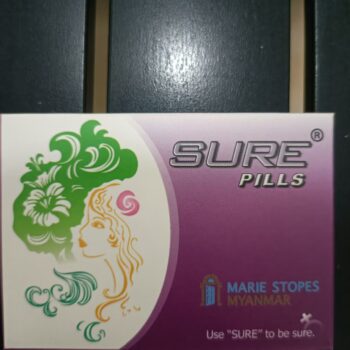 SURE®
PILLS
MARIE STOPES
MYANMAR
Use "SURE" to be sure.